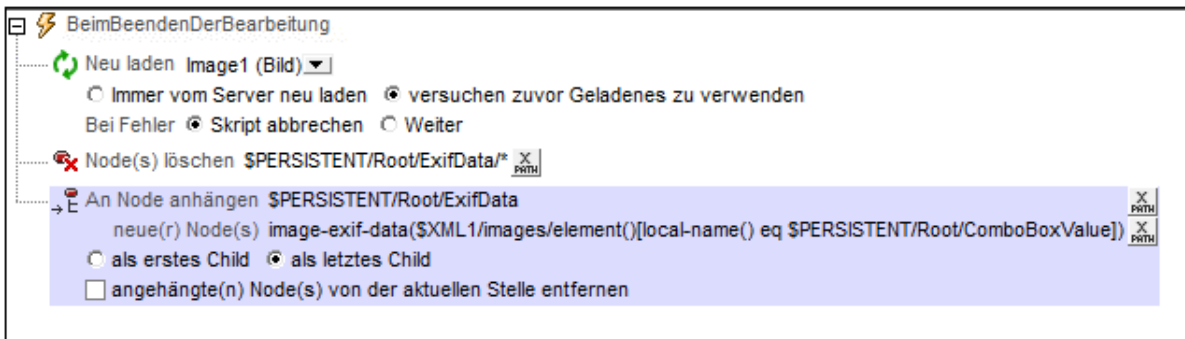 BeimBeendenDerBearbeitung
Neu laden Image1 (Bild)
Immer vom Server neu laden versuchen zuvor Geladenes zu verwenden
Bei Fehler Skript abbrechen Weiter
Node(s) löschen $PERSISTENT/Root/ExifData/* X PATH
An Node anhängen $PERSISTENT/Root/ExifData X PATH
neue(r) Node(s) image-exif-data($XML1/images/element()[local-name() eq $PERSISTENT/Root/ComboBoxValue]) X PATH
als erstes Child als letztes Child
angehängte(n) Node(s) von der aktuellen Stelle entfernen